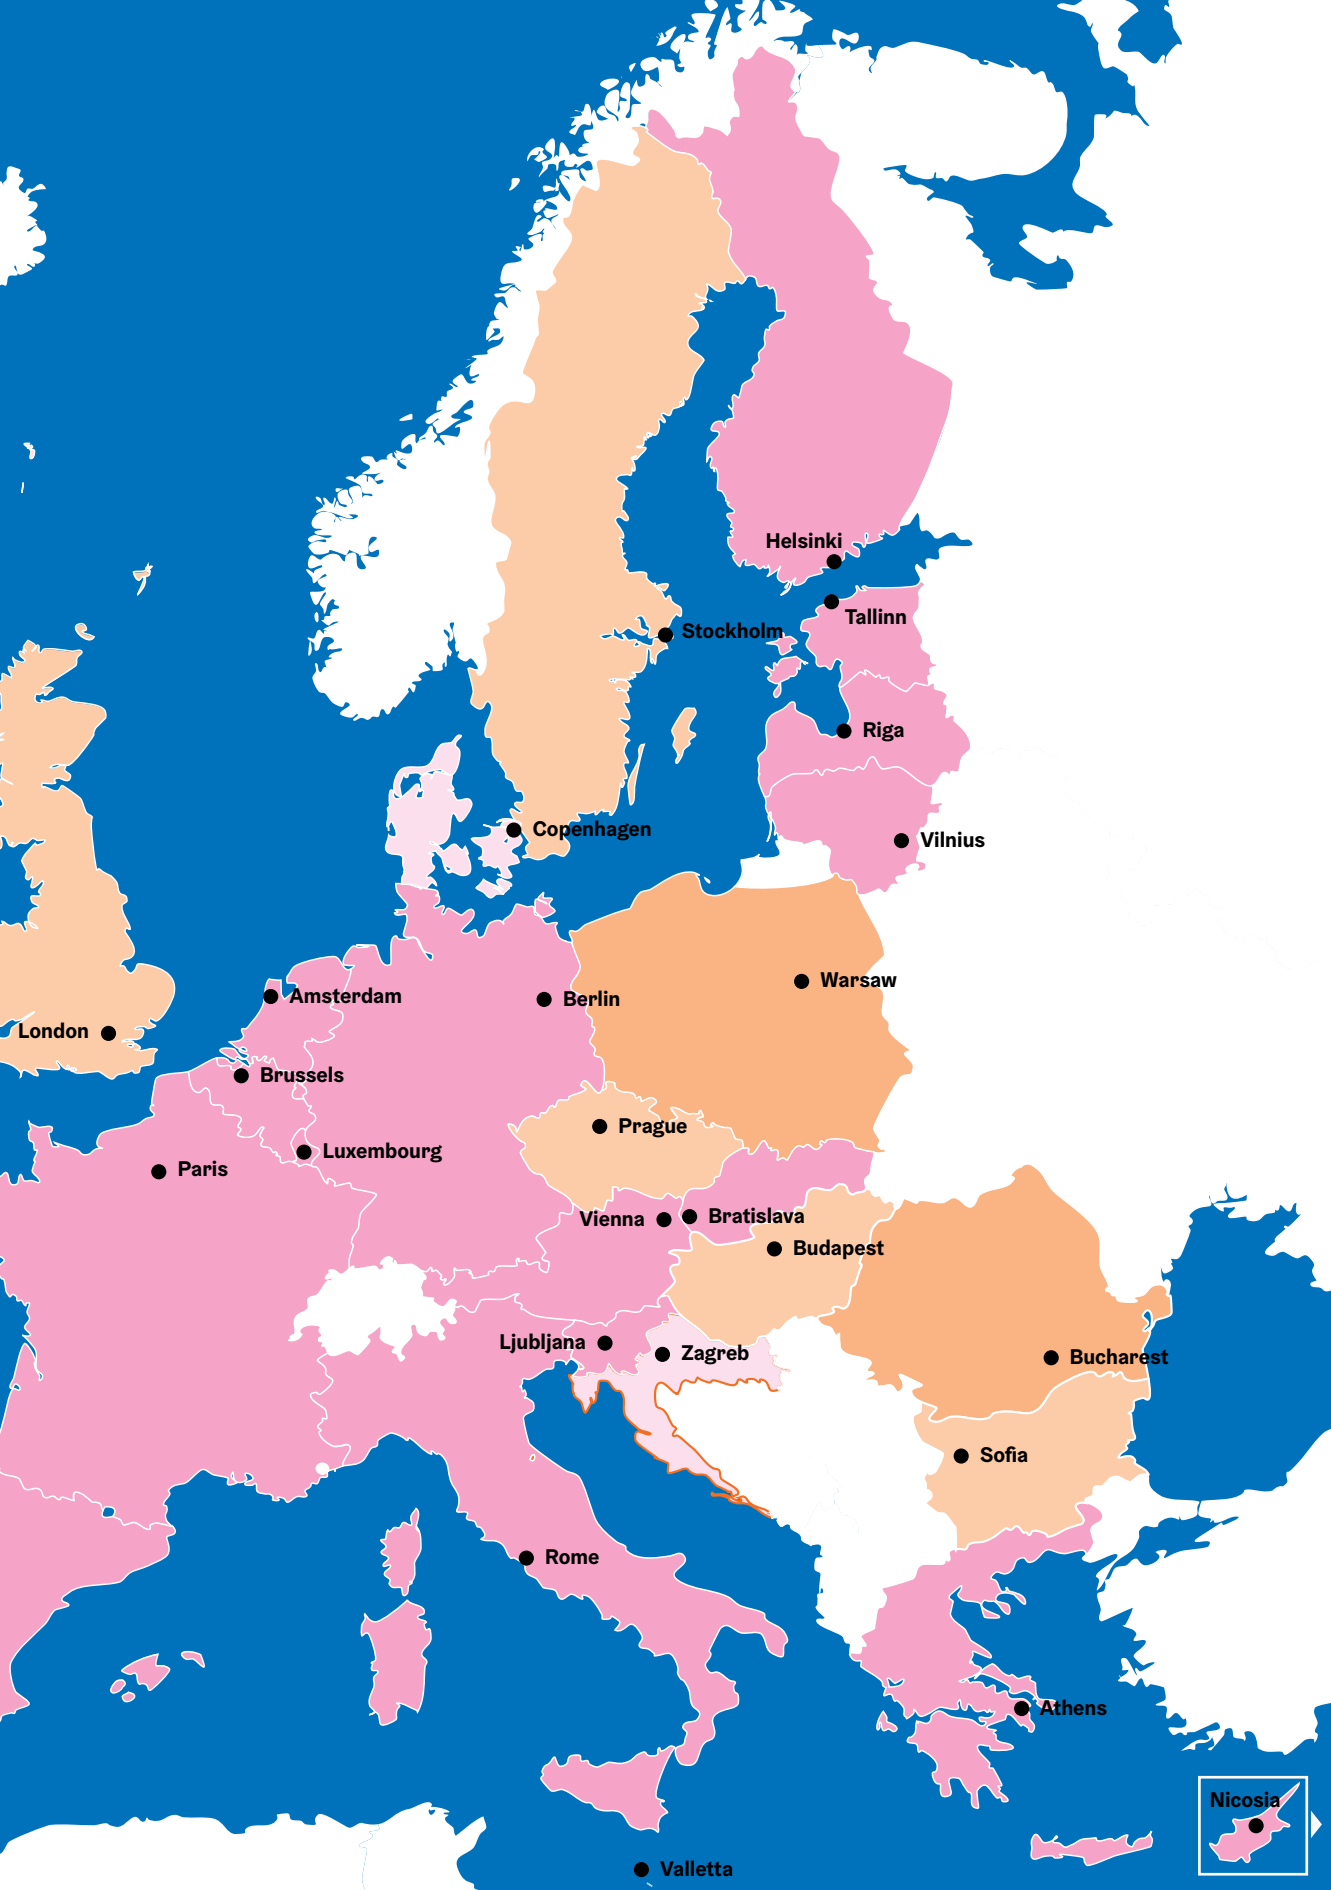 Helsinki
Tallinn
Stockholm
Riga
Copenhagen
Vilnius
Warsaw
Amsterdam
Berlin
London
Brussels
Prague
Luxembourg
Paris
Vienna
Bratislava
Budapest
Ljubljana
Zagreb
Bucharest
Sofia
Rome
Athens
Nicosia
Valletta